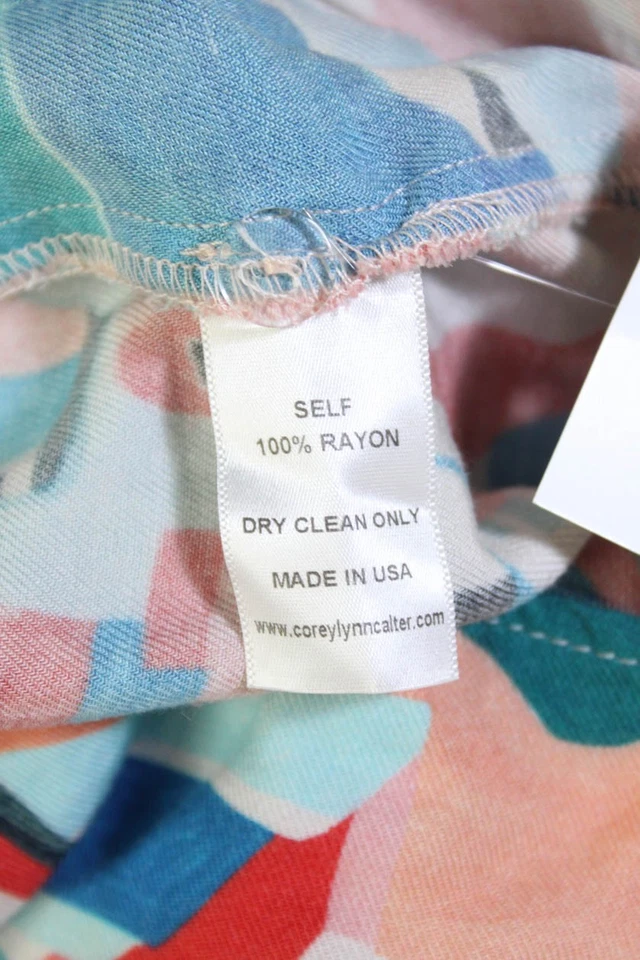 SELF
100% RAYON
DRY CLEAN ONLY
MADE IN USA
www.coreylynncalter.com